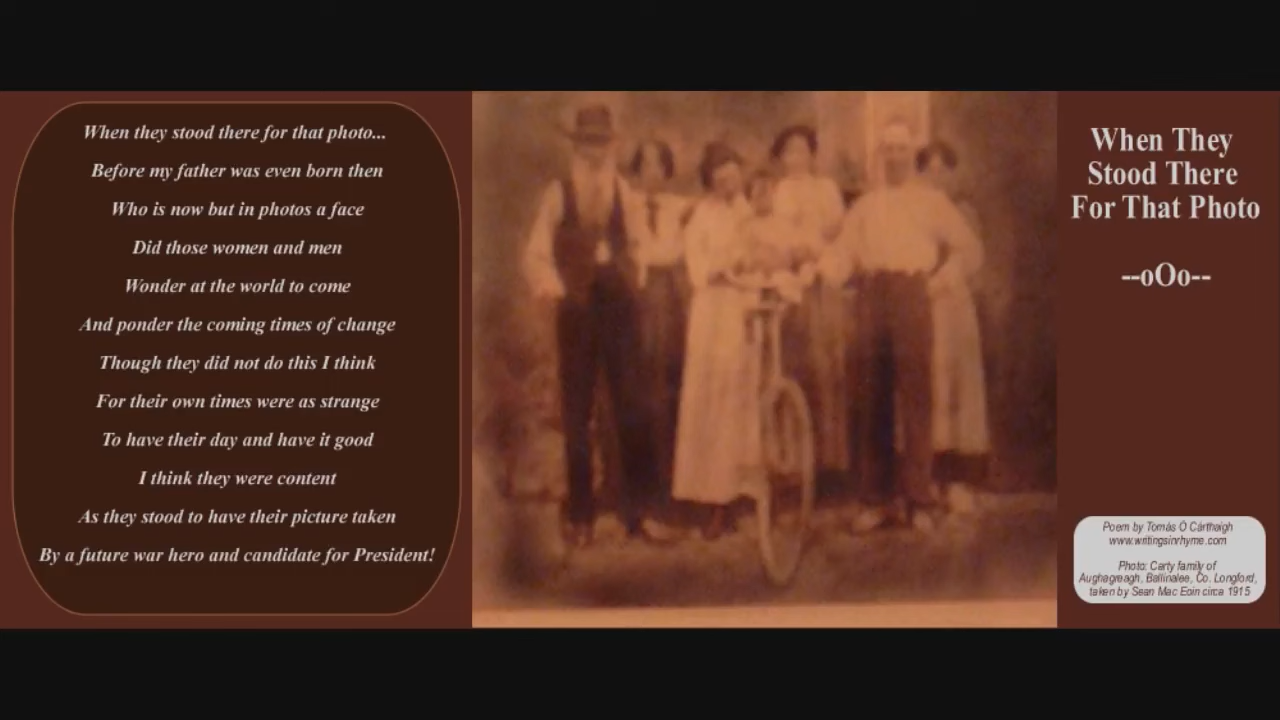 When they stood there for that photo...
Before my father was even born then
Who is now but in photos a face
Did those women and men
Wonder at the world to come
And ponder the coming times of change
Though they did not do this I think
For their own times were as strange
To have their day and have it good
I think they were content
As they stood to have their picture taken
By a future war hero and candidate for President!
When They
Stood There
For That Photo
--oOo--
Poem by Tomás Ó Cárthaigh
www.writingsinrhyme.com
Photo: Carty family of
Aughagreagh, Ballinalee, Co. Longford,
taken by Sean Mac Eoin circa 1915